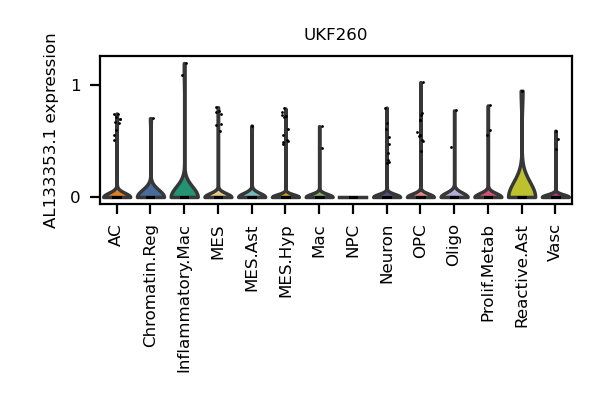 UKF260
AL133353.1 expression
1
0
AC
Chromatin.Reg
Inflammatory.Mac
MES
MES.Ast
MES.Hyp
Mac
NPC
Neuron
OPC
Oligo
Prolif.Metab
Reactive.Ast
Vasc